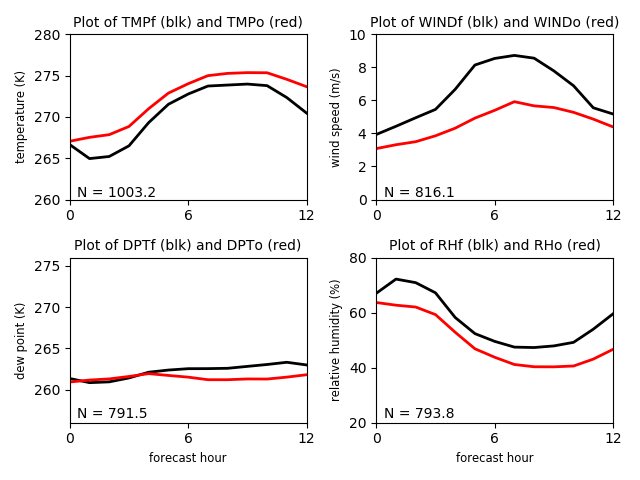 Plot of TMPf (blk) and TMPo (red)
280
275
270
265
260
temperature (K)
N = 1003.2
0
6
12
Plot of WINDf (blk) and WINDo (red)
10
8
6
4
2
0
wind speed (m/s)
N = 816.1
0
6
12
Plot of DPTf (blk) and DPTo (red)
275
270
265
260
dew point (K)
N = 791.5
0
6
12
forecast hour
Plot of RHf (blk) and RHo (red)
80
60
40
20
relative humidity (%)
N = 793.8
0
6
12
forecast hour